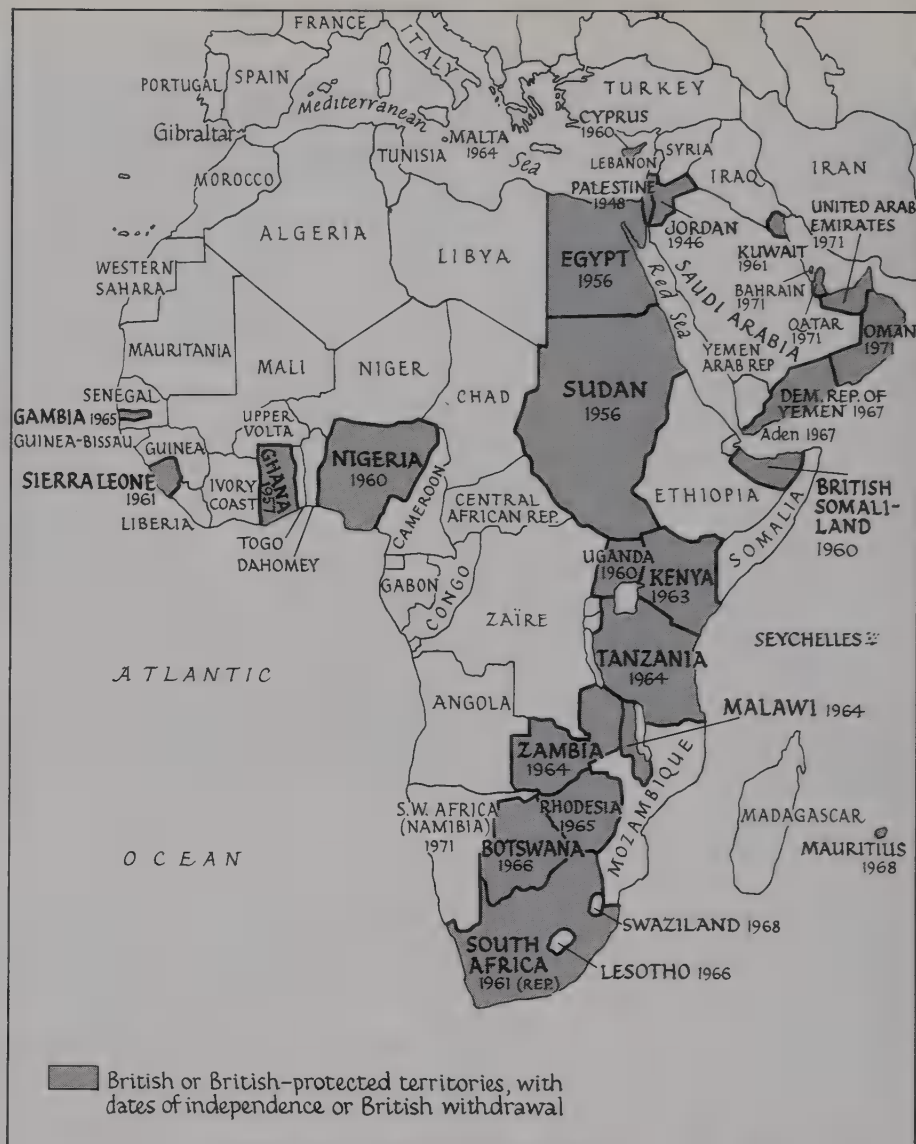 FRANCE
ITALY
PORTUGAL
SPAIN
TURKEY
Mediterranean
Sea
Gibraltar
MALTA
1964
CYPRUS
1960
TUNISIA
LEBANON
SYRIA
IRAQ
IRAN
MOROCCO
PALESTINE
1948
JORDAN
1946
UNITED ARAB
EMIRATES
1971
ALGERIA
LIBYA
EGYPT
1956
KUWAIT
1961
BAHRAIN
1971
QATAR
1971
OMAN
1971
WESTERN
SAHARA
Red Sea
SAUDI ARABIA
MAURITANIA
MALI
NIGER
CHAD
SUDAN
1956
YEMEN
ARAB REP.
DEM. REP. OF
YEMEN 1967
Aden 1967
SENEGAL
GAMBIA 1965
GUINEA-BISSAU
GUINEA
UPPER
VOLTA
SIERRA LEONE
1961
LIBERIA
IVORY
COAST
GHANA
1957
NIGERIA
1960
TOGO
DAHOMEY
CAMEROON
CENTRAL
AFRICAN REP.
ETHIOPIA
SOMALIA
BRITISH
SOMALI-
LAND
1960
GABON
CONGO
ZAÏRE
UGANDA
1960
KENYA
1963
SEYCHELLES
TANZANIA
1964
ATLANTIC
OCEAN
ANGOLA
ZAMBIA
1964
MALAWI 1964
S.W. AFRICA
(NAMIBIA)
1971
RHODESIA
1965
BOTSWANA
1966
MOZAMBIQUE
MADAGASCAR
MAURITIUS
1968
SOUTH
AFRICA
1961 (REP.)
SWAZILAND 1968
LESOTHO 1966
British or British-protected territories, with
dates of independence or British withdrawal